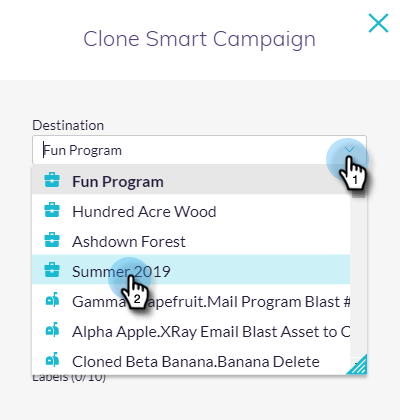 Clone Smart Campaign
Destination
Fun Program
1
Fun Program
Hundred Acre Wood
Ashdown Forest
Summer 2019
2
Gamma Grapefruit.Mail Program Blast #
Alpha Apple.XRay Email Blast Asset to C
Cloned Beta Banana.Banana Delete
Labels (0/10)